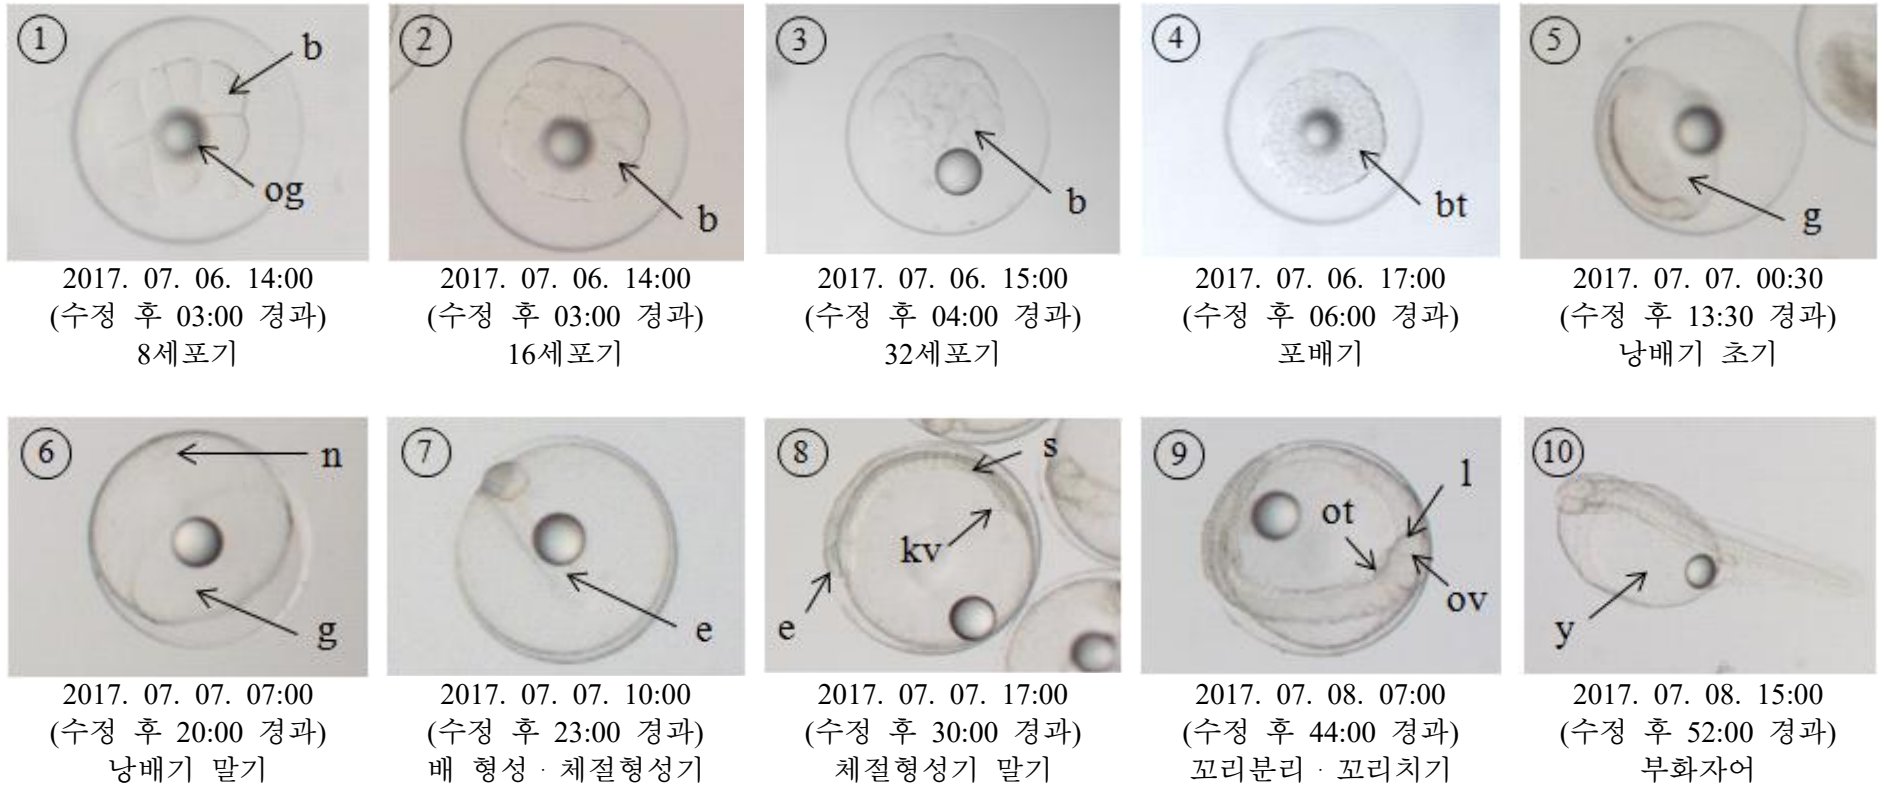 ① b og
② b
③ b
④ bt
⑤ g
2017. 07. 06. 14:00
(수정 후 03:00 경과)
8세포기
2017. 07. 06. 14:00
(수정 후 03:00 경과)
16세포기
2017. 07. 06. 15:00
(수정 후 04:00 경과)
32세포기
2017. 07. 06. 17:00
(수정 후 06:00 경과)
포배기
2017. 07. 07. 00:30
(수정 후 13:30 경과)
낭배기 초기
⑥ n g
⑦ e
⑧ s kv e
⑨ l ot ov
⑩ y
2017. 07. 07. 07:00
(수정 후 20:00 경과)
낭배기 말기
2017. 07. 07. 10:00
(수정 후 23:00 경과)
배 형성 · 체절형성기
2017. 07. 07. 17:00
(수정 후 30:00 경과)
체절형성기 말기
2017. 07. 08. 07:00
(수정 후 44:00 경과)
꼬리분리 · 꼬리치기
2017. 07. 08. 15:00
(수정 후 52:00 경과)
부화자어